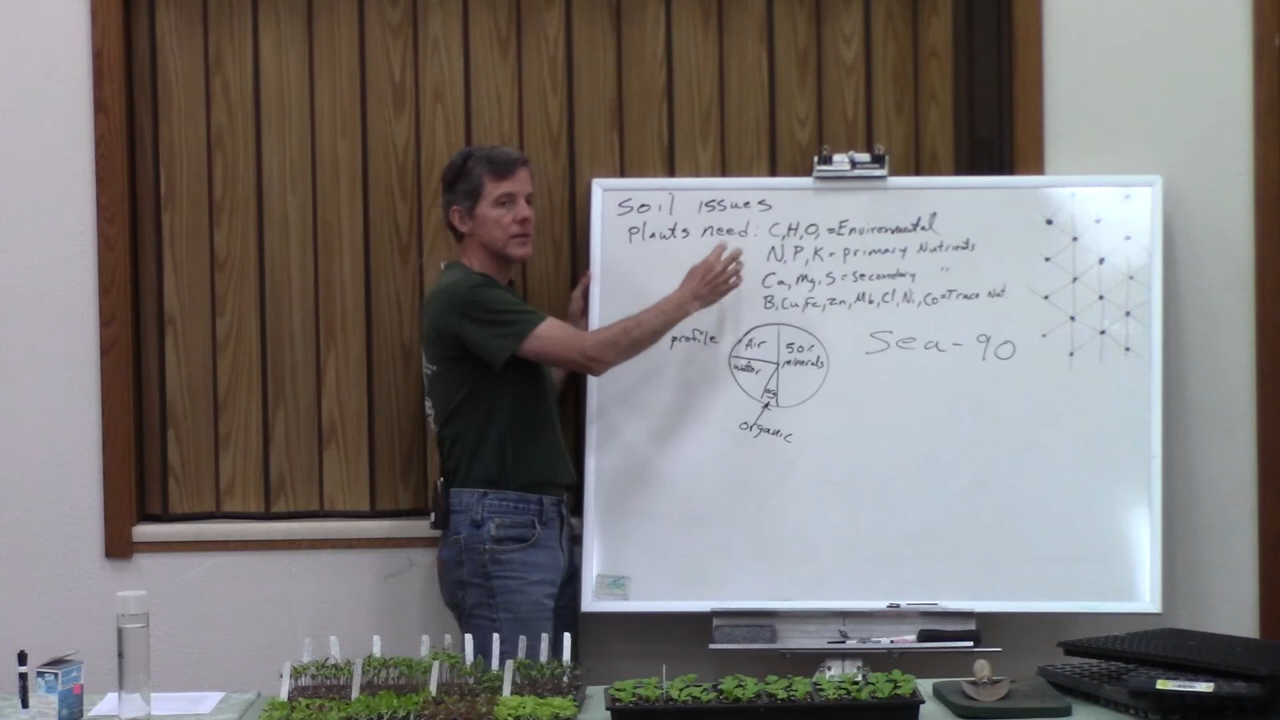 Soil issues
Plants need: C, H, O, = Environmental
N, P, K = primary Nutrients
Ca, Mg, S = secondary "
B, Cu, Fe, Zn, Mb, Cl, Ni, Co = Trace Nut.
profile
Air
50%
minerals
water
5%
organic
Sea-90